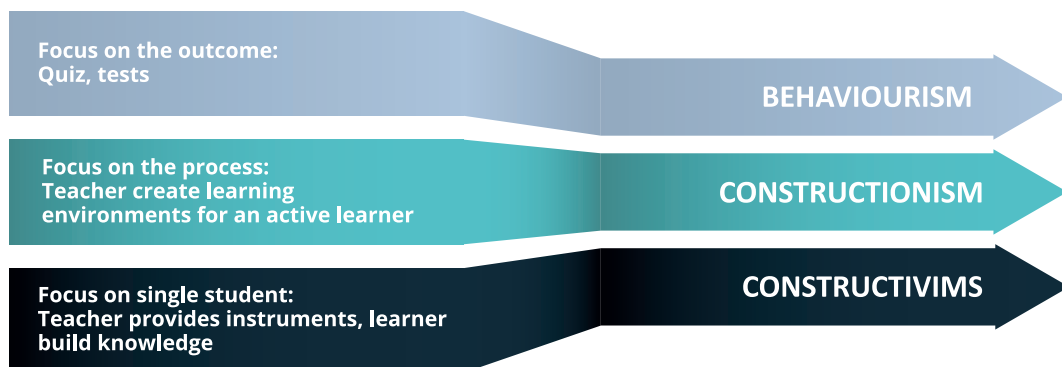 Focus on the outcome:
Quiz, tests
BEHAVIOURISM
Focus on the process:
Teacher create learning
environments for an active learner
CONSTRUCTIONISM
Focus on single student:
Teacher provides instruments, learner
build knowledge
CONSTRUCTIVIMS